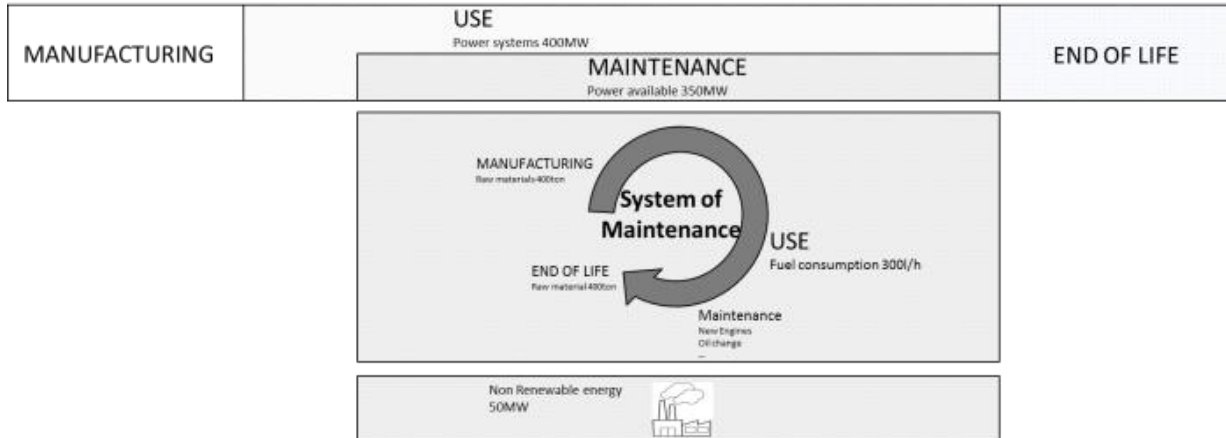 MANUFACTURING
USE
Power systems 400MW
MAINTENANCE
Power available 350MW
END OF LIFE
MANUFACTURING
Raw materials 400ton
System of
Maintenance
USE
Fuel consumption 300l/h
END OF LIFE
Raw material 400ton
Maintenance
New Engines
Oil change
...
Non Renewable energy
50MW